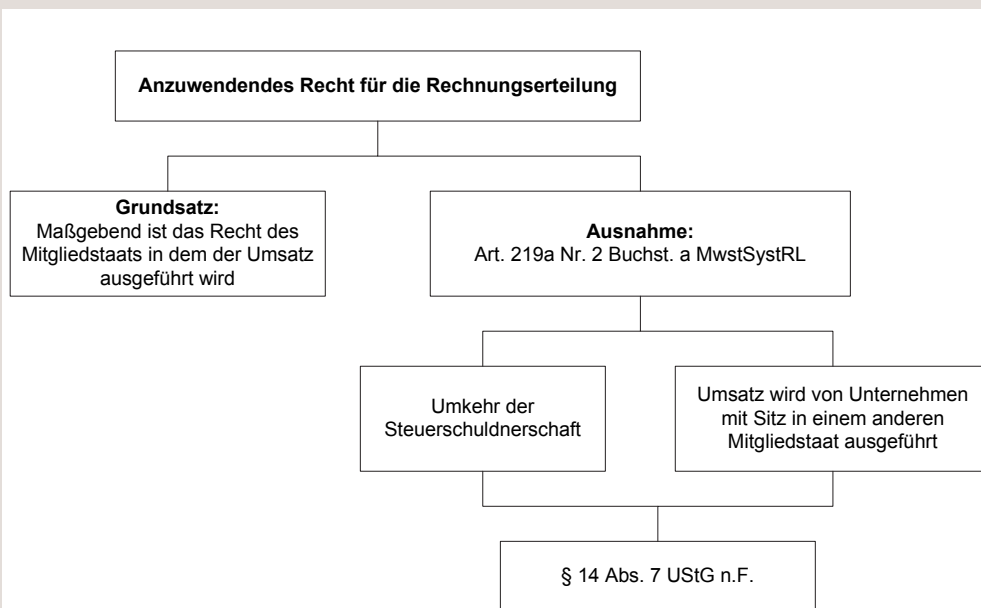 Anzuwendendes Recht für die Rechnungserteilung
Grundsatz:
Maßgebend ist das Recht des
Mitgliedstaats in dem der Umsatz
ausgeführt wird
Ausnahme:
Art. 219a Nr. 2 Buchst. a MwstSystRL
Umkehr der
Steuerschuldnerschaft
Umsatz wird von Unternehmen
mit Sitz in einem anderen
Mitgliedstaat ausgeführt
§ 14 Abs. 7 UStG n.F.